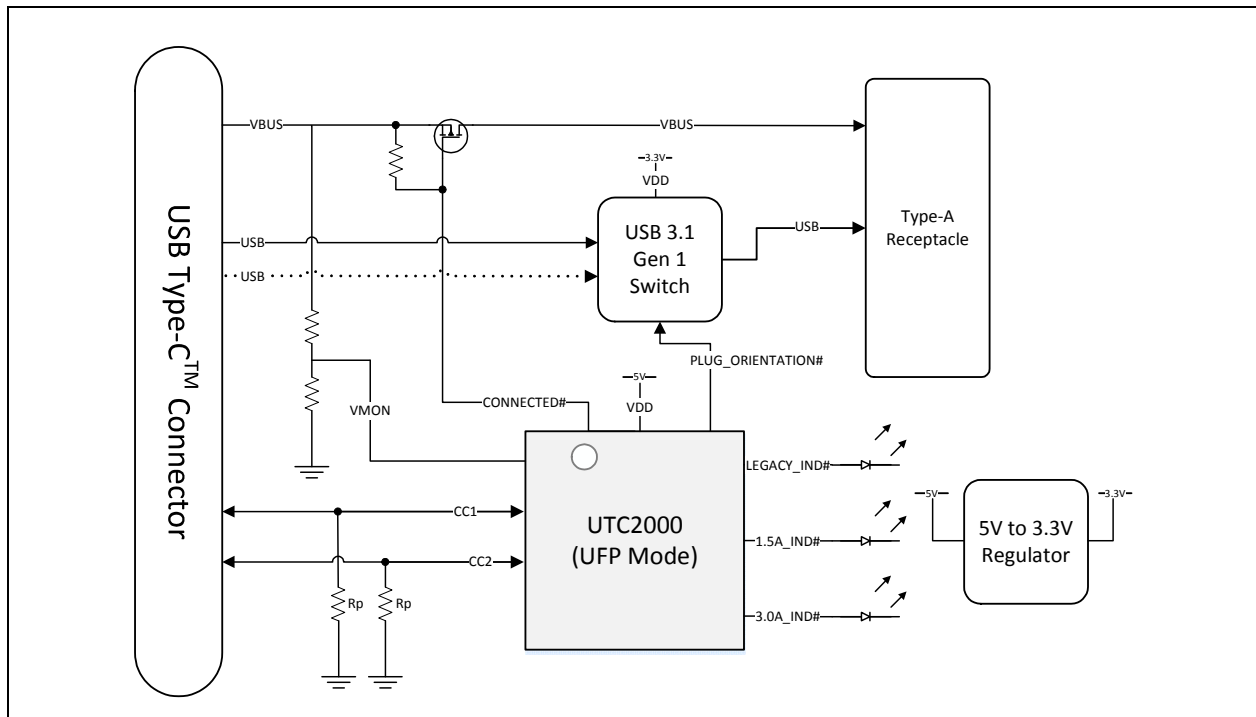 USB Type-C™ Connector
VBUS
VBUS
-3.3V-
VDD
USB
USB 3.1
Gen 1
Switch
USB
Type-A
Receptacle
USB
PLUG_ORIENTATION#
-5V-
VDD
VMON
CONNECTED#
LEGACY_IND#
UTC2000
(UFP Mode)
CC1
1.5A_IND#
CC2
3.0A_IND#
Rp
Rp
-5V-
-3.3V-
5V to 3.3V
Regulator